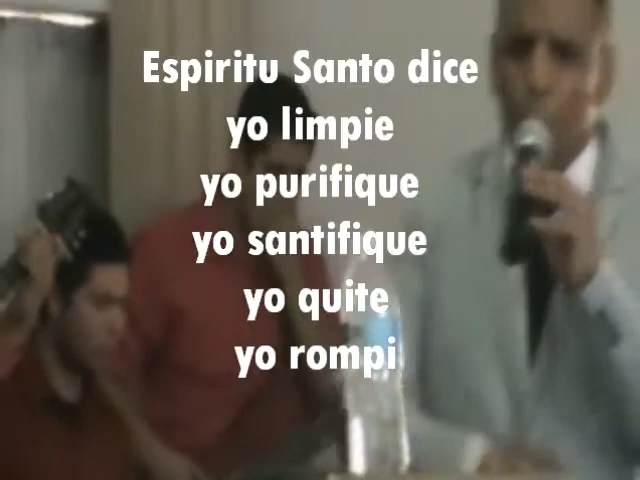 Espiritu Santo dice
yo limpie
yo purifique
yo santifique
yo quite
yo rompi